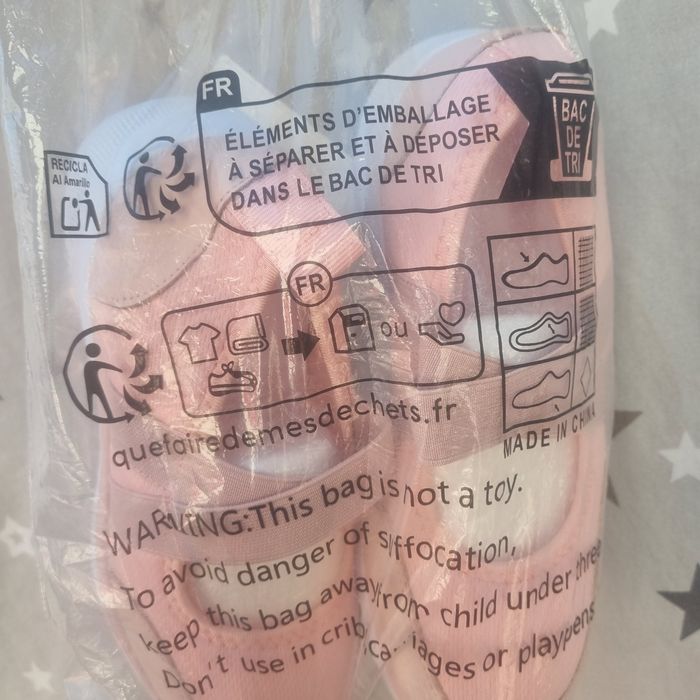 FR
ÉLÉMENTS D'EMBALLAGE
À SÉPARER ET À DÉPOSER
DANS LE BAC DE TRI
BAC
DE
TRI
RECICLA
Al Amarillo
FR
ou
quefairedemesdechets.fr
MADE IN CHINA
WARNING:This bag is not a toy.
To avoid danger of suffocation,
keep this bag away from child under three
Don't use in crib,carriages or playpens